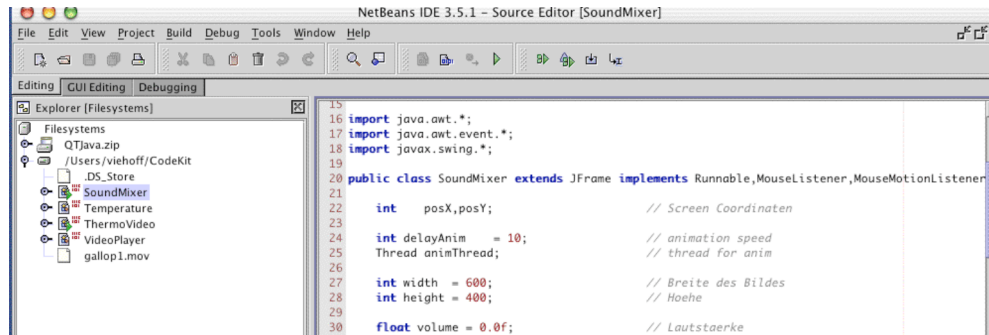 NetBeans IDE 3.5.1 – Source Editor [SoundMixer]
File Edit View Project Build Debug Tools Window Help
Editing GUI Editing Debugging
Explorer [Filesystems]
Filesystems
QTJava.zip
/Users/viehoff/CodeKit
.DS_Store
SoundMixer
Temperature
ThermoVideo
VideoPlayer
gallop1.mov
15
16 import java.awt.*;
17 import java.awt.event.*;
18 import javax.swing.*;
19
20 public class SoundMixer extends JFrame implements Runnable,MouseListener,MouseMotionListener
21
22 int posX,posY; // Screen Coordinaten
23
24 int delayAnim = 10; // animation speed
25 Thread animThread; // thread for anim
26
27 int width = 600; // Breite des Bildes
28 int height = 400; // Hoehe
29
30 float volume = 0.0f; // Lautstaerke